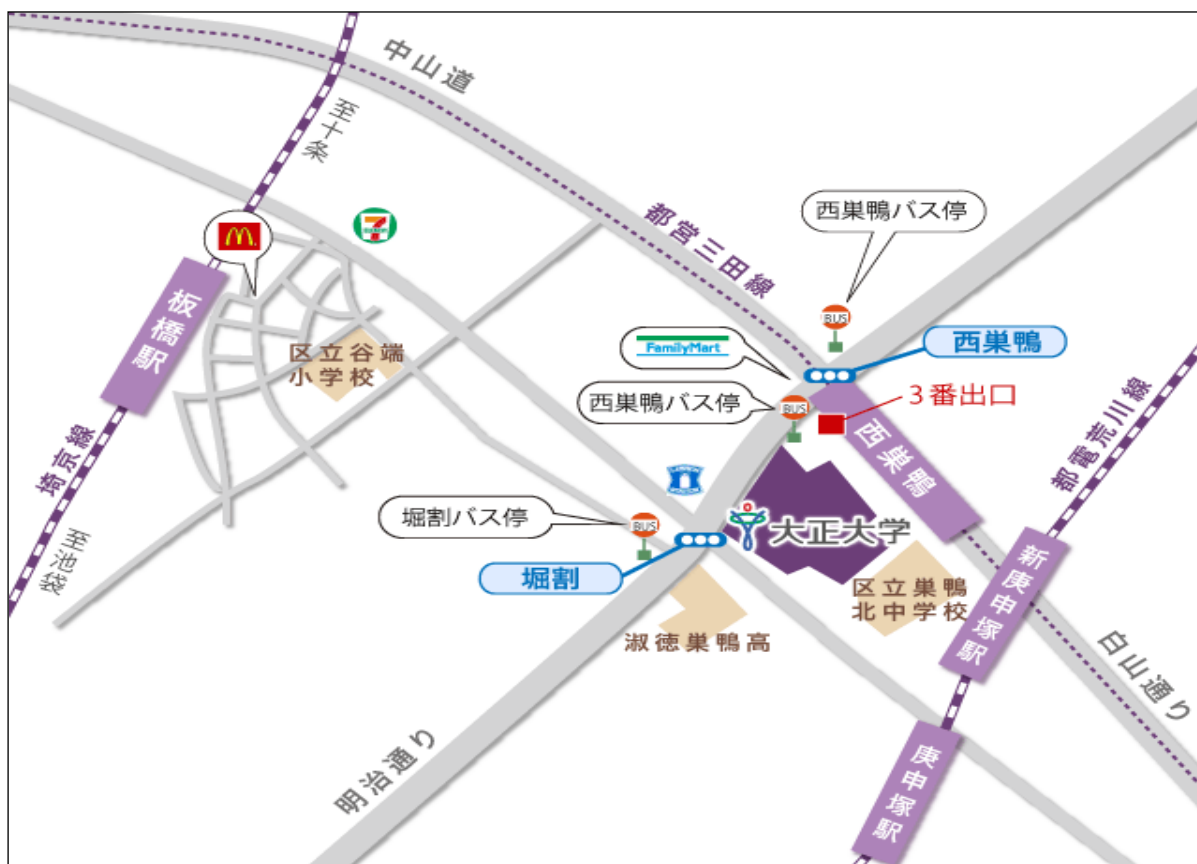 中山道
至十条
西巣鴨バス停
都営三田線
板橋駅
区立谷端
小学校
FamilyMart
西巣鴨
BUS
西巣鴨バス停
BUS
3番出口
西巣鴨
都電荒川線
埼京線
堀割バス停
BUS
大正大学
至池袋
堀割
区立巣鴨
北中学校
新庚申塚駅
淑徳巣鴨高
白山通り
明治通り
庚申塚駅